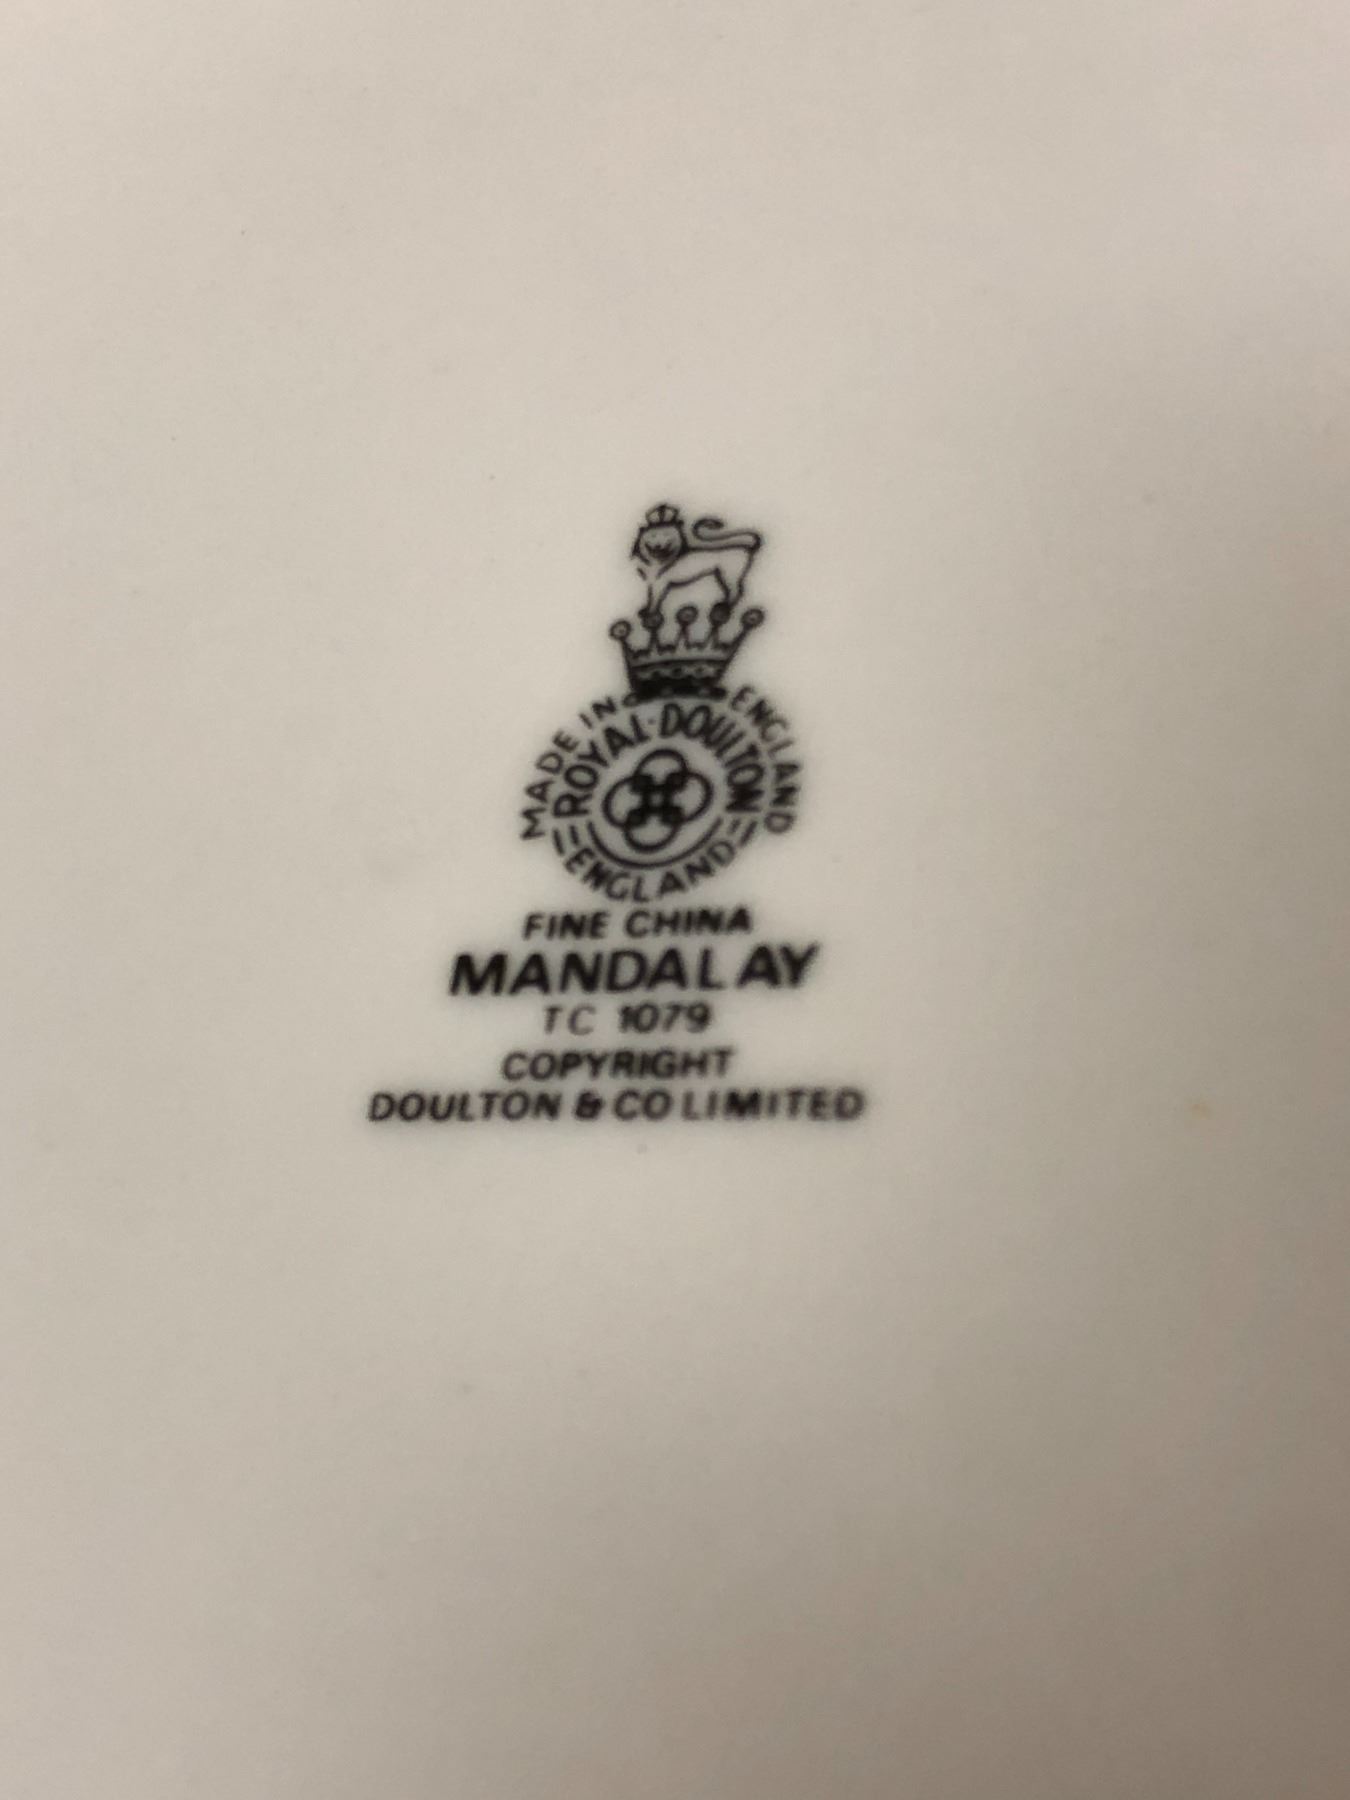 MADE IN ENGLAND
ROYAL·DOULTON
ENGLAND
FINE CHINA
MANDALAY
TC 1079
COPYRIGHT
DOULTON & CO LIMITED